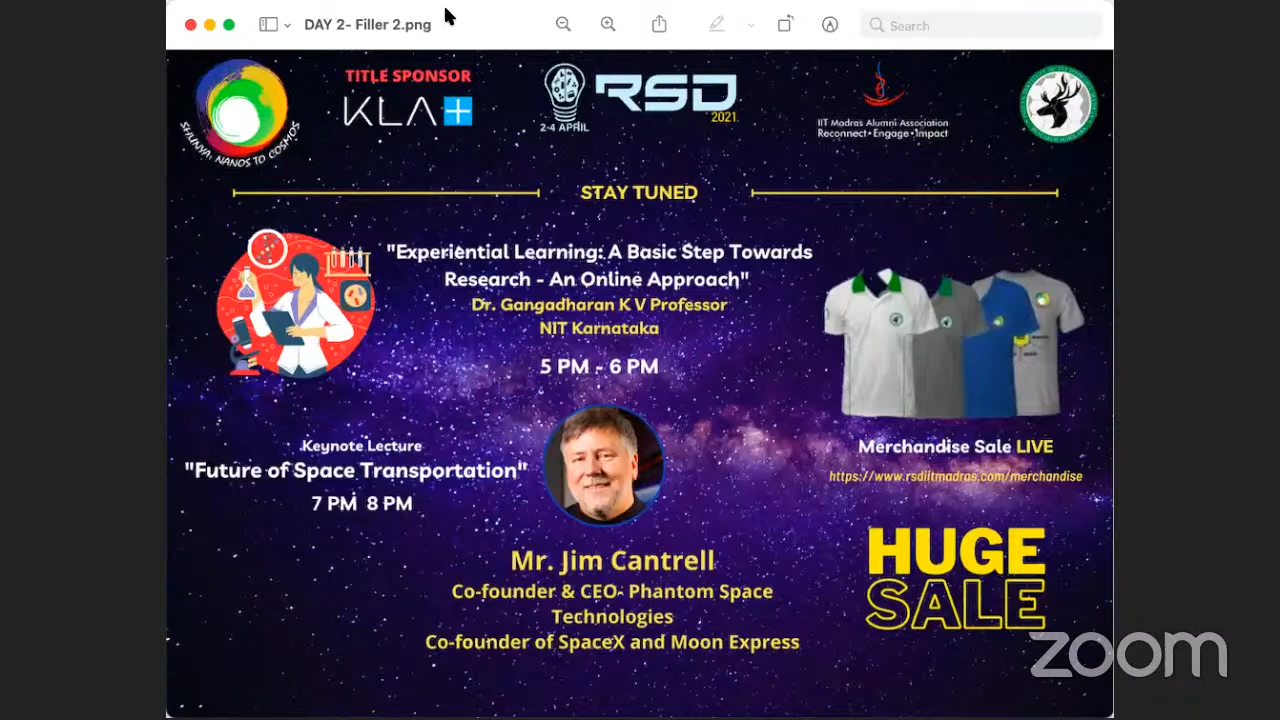 DAY 2- Filler 2.png
Search
SHUNYA: NANOS TO COSMOS
TITLE SPONSOR
KLA+
2-4 APRIL
RSD
2021
IIT Madras Alumni Association
Reconnect•Engage•Impact
STAY TUNED
"Experiential Learning: A Basic Step Towards
Research - An Online Approach"
Dr. Gangadharan K V Professor
NIT Karnataka
5 PM - 6 PM
Keynote Lecture
"Future of Space Transportation"
7 PM 8 PM
Mr. Jim Cantrell
Co-founder & CEO- Phantom Space
Technologies
Co-founder of SpaceX and Moon Express
Merchandise Sale LIVE
https://www.rsdiitmadras.com/merchandise
HUGE
SALE
zoom